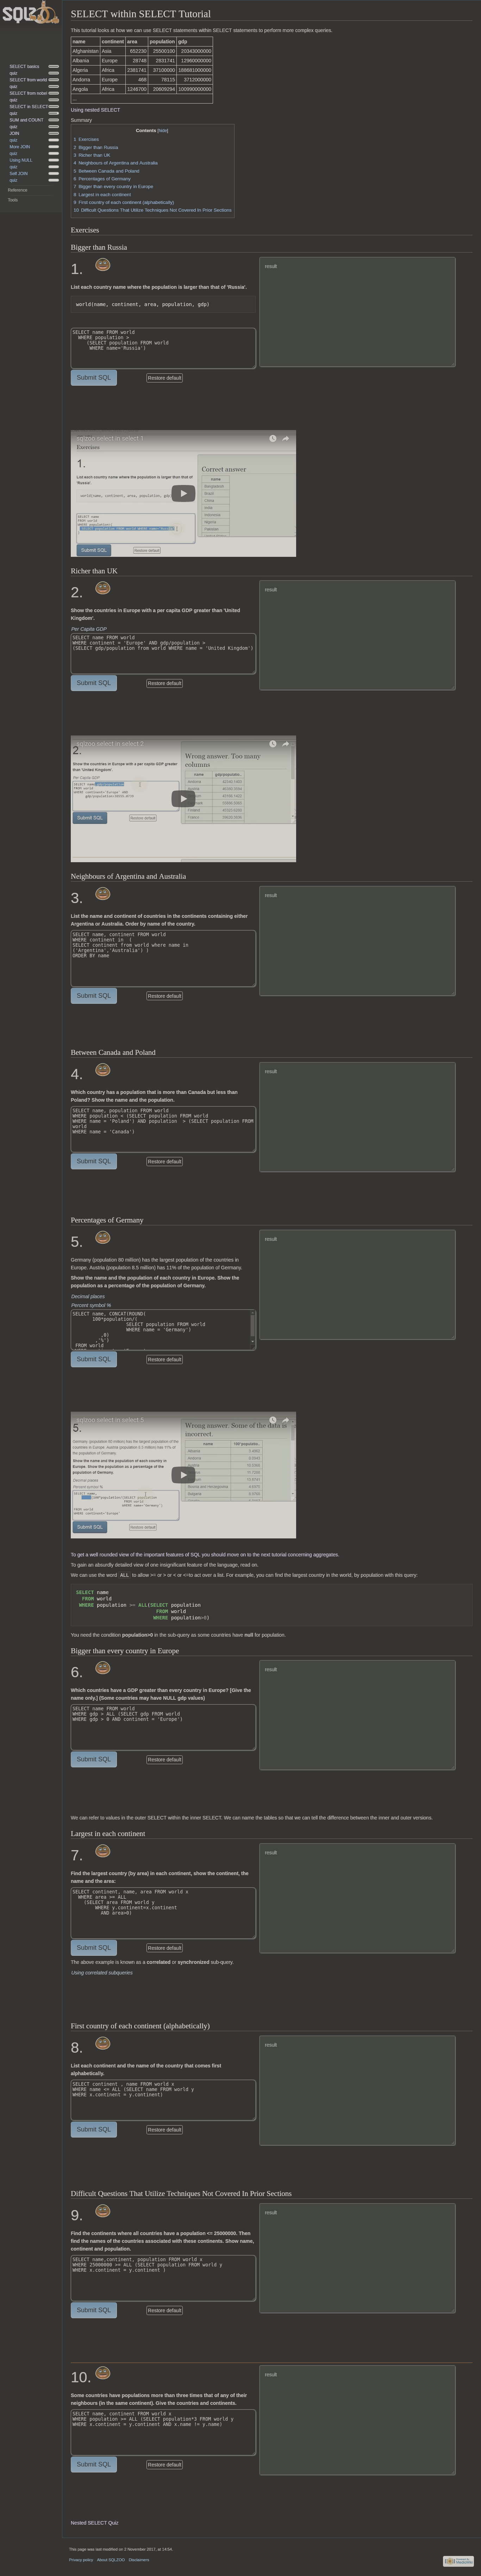 SQLZOO
SELECT basics
quiz
SELECT from world
quiz
SELECT from nobel
quiz
SELECT in SELECT
quiz
SUM and COUNT
quiz
JOIN
quiz
More JOIN
quiz
Using NULL
quiz
Self JOIN
quiz
Reference
Tools
SELECT within SELECT Tutorial
This tutorial looks at how we can use SELECT statements within SELECT statements to perform more complex queries.
name continent area population gdp
Afghanistan Asia 652230 25500100 20343000000
Albania Europe 28748 2831741 12960000000
Algeria Africa 2381741 37100000 188681000000
Andorra Europe 468 78115 3712000000
Angola Africa 1246700 20609294 100990000000
...
Using nested SELECT
Summary
Contents [hide]
1 Exercises
2 Bigger than Russia
3 Richer than UK
4 Neighbours of Argentina and Australia
5 Between Canada and Poland
6 Percentages of Germany
7 Bigger than every country in Europe
8 Largest in each continent
9 First country of each continent (alphabetically)
10 Difficult Questions That Utilize Techniques Not Covered In Prior Sections
Exercises
Bigger than Russia
1.
result
List each country name where the population is larger than that of 'Russia'.
world(name, continent, area, population, gdp)
SELECT name FROM world
WHERE population >
(SELECT population FROM world
WHERE name='Russia')
Submit SQL
Restore default
sqlzoo select in select 1
Exercises
1.
List each country name where the population is larger than that of 'Russia'.
world(name, continent, area, population, gdp)
SELECT name
FROM world
WHERE population>
Submit SQL
Restore default
Correct answer
name
Bangladesh
Brazil
China
India
Indonesia
Nigeria
Pakistan
Richer than UK
2.
result
Show the countries in Europe with a per capita GDP greater than 'United
Kingdom'.
Per Capita GDP
SELECT name FROM world
WHERE continent = 'Europe' AND gdp/population >
(SELECT gdp/population from world WHERE name = 'United Kingdom')
Submit SQL
Restore default
sqlzoo select in select 2
2.
Show the countries in Europe with a per capita GDP greater than 'United
Kingdom'.
Per Capita GDP
Submit SQL
Restore default
Wrong answer. Too many
columns
Neighbours of Argentina and Australia
3.
result
List the name and continent of countries in the continents containing either
Argentina or Australia. Order by name of the country.
SELECT name, continent FROM world
WHERE continent in (
SELECT continent from world where name in
('Argentina','Australia') )
ORDER BY name
Submit SQL
Restore default
Between Canada and Poland
4.
result
Which country has a population that is more than Canada but less than
Poland? Show the name and the population.
SELECT name, population FROM world
WHERE population < (SELECT population FROM world
WHERE name = 'Poland') AND population > (SELECT population FROM
world
WHERE name = 'Canada')
Submit SQL
Restore default
Percentages of Germany
5.
result
Germany (population 80 million) has the largest population of the countries in
Europe. Austria (population 8.5 million) has 11% of the population of Germany.
Show the name and the population of each country in Europe. Show the
population as a percentage of the population of Germany.
Decimal places
Percent symbol %
SELECT name, CONCAT(ROUND(
100*population/(
SELECT population FROM world
WHERE name = 'Germany')
,0)
,'%')
FROM world
Submit SQL
Restore default
sqlzoo select in select 5
5.
Show the name and the population of each country in Europe. Show the
population as a percentage of the population of Germany.
Decimal places
Percent symbol %
Submit SQL
Restore default
Wrong answer. Some of the data is
incorrect.
To get a well rounded view of the important features of SQL you should move on to the next tutorial concerning aggregates.
To gain an absurdly detailed view of one insignificant feature of the language, read on.
We can use the word ALL to allow >= or > or < or <=to act over a list. For example, you can find the largest country in the world, by population with this query:
SELECT name
FROM world
WHERE population >= ALL(SELECT population
FROM world
WHERE population>0)
You need the condition population>0 in the sub-query as some countries have null for population.
Bigger than every country in Europe
6.
result
Which countries have a GDP greater than every country in Europe? [Give the
name only.] (Some countries may have NULL gdp values)
SELECT name FROM world
WHERE gdp > ALL (SELECT gdp FROM world
WHERE gdp > 0 AND continent = 'Europe')
Submit SQL
Restore default
We can refer to values in the outer SELECT within the inner SELECT. We can name the tables so that we can tell the difference between the inner and outer versions.
Largest in each continent
7.
result
Find the largest country (by area) in each continent, show the continent, the
name and the area:
SELECT continent, name, area FROM world x
WHERE area >= ALL
(SELECT area FROM world y
WHERE y.continent=x.continent
AND area>0)
Submit SQL
Restore default
The above example is known as a correlated or synchronized sub-query.
Using correlated subqueries
First country of each continent (alphabetically)
8.
result
List each continent and the name of the country that comes first
alphabetically.
SELECT continent , name FROM world x
WHERE name <= ALL (SELECT name FROM world y
WHERE x.continent = y.continent)
Submit SQL
Restore default
Difficult Questions That Utilize Techniques Not Covered In Prior Sections
9.
result
Find the continents where all countries have a population <= 25000000. Then
find the names of the countries associated with these continents. Show name,
continent and population.
SELECT name,continent, population FROM world x
WHERE 25000000 >= ALL (SELECT population FROM world y
WHERE x.continent = y.continent )
Submit SQL
Restore default
10.
result
Some countries have populations more than three times that of any of their
neighbours (in the same continent). Give the countries and continents.
SELECT name, continent FROM world x
WHERE population >= ALL (SELECT population*3 FROM world y
WHERE x.continent = y.continent AND x.name != y.name)
Submit SQL
Restore default
Nested SELECT Quiz
This page was last modified on 2 November 2017, at 14:54.
Privacy policy About SQLZOO Disclaimers